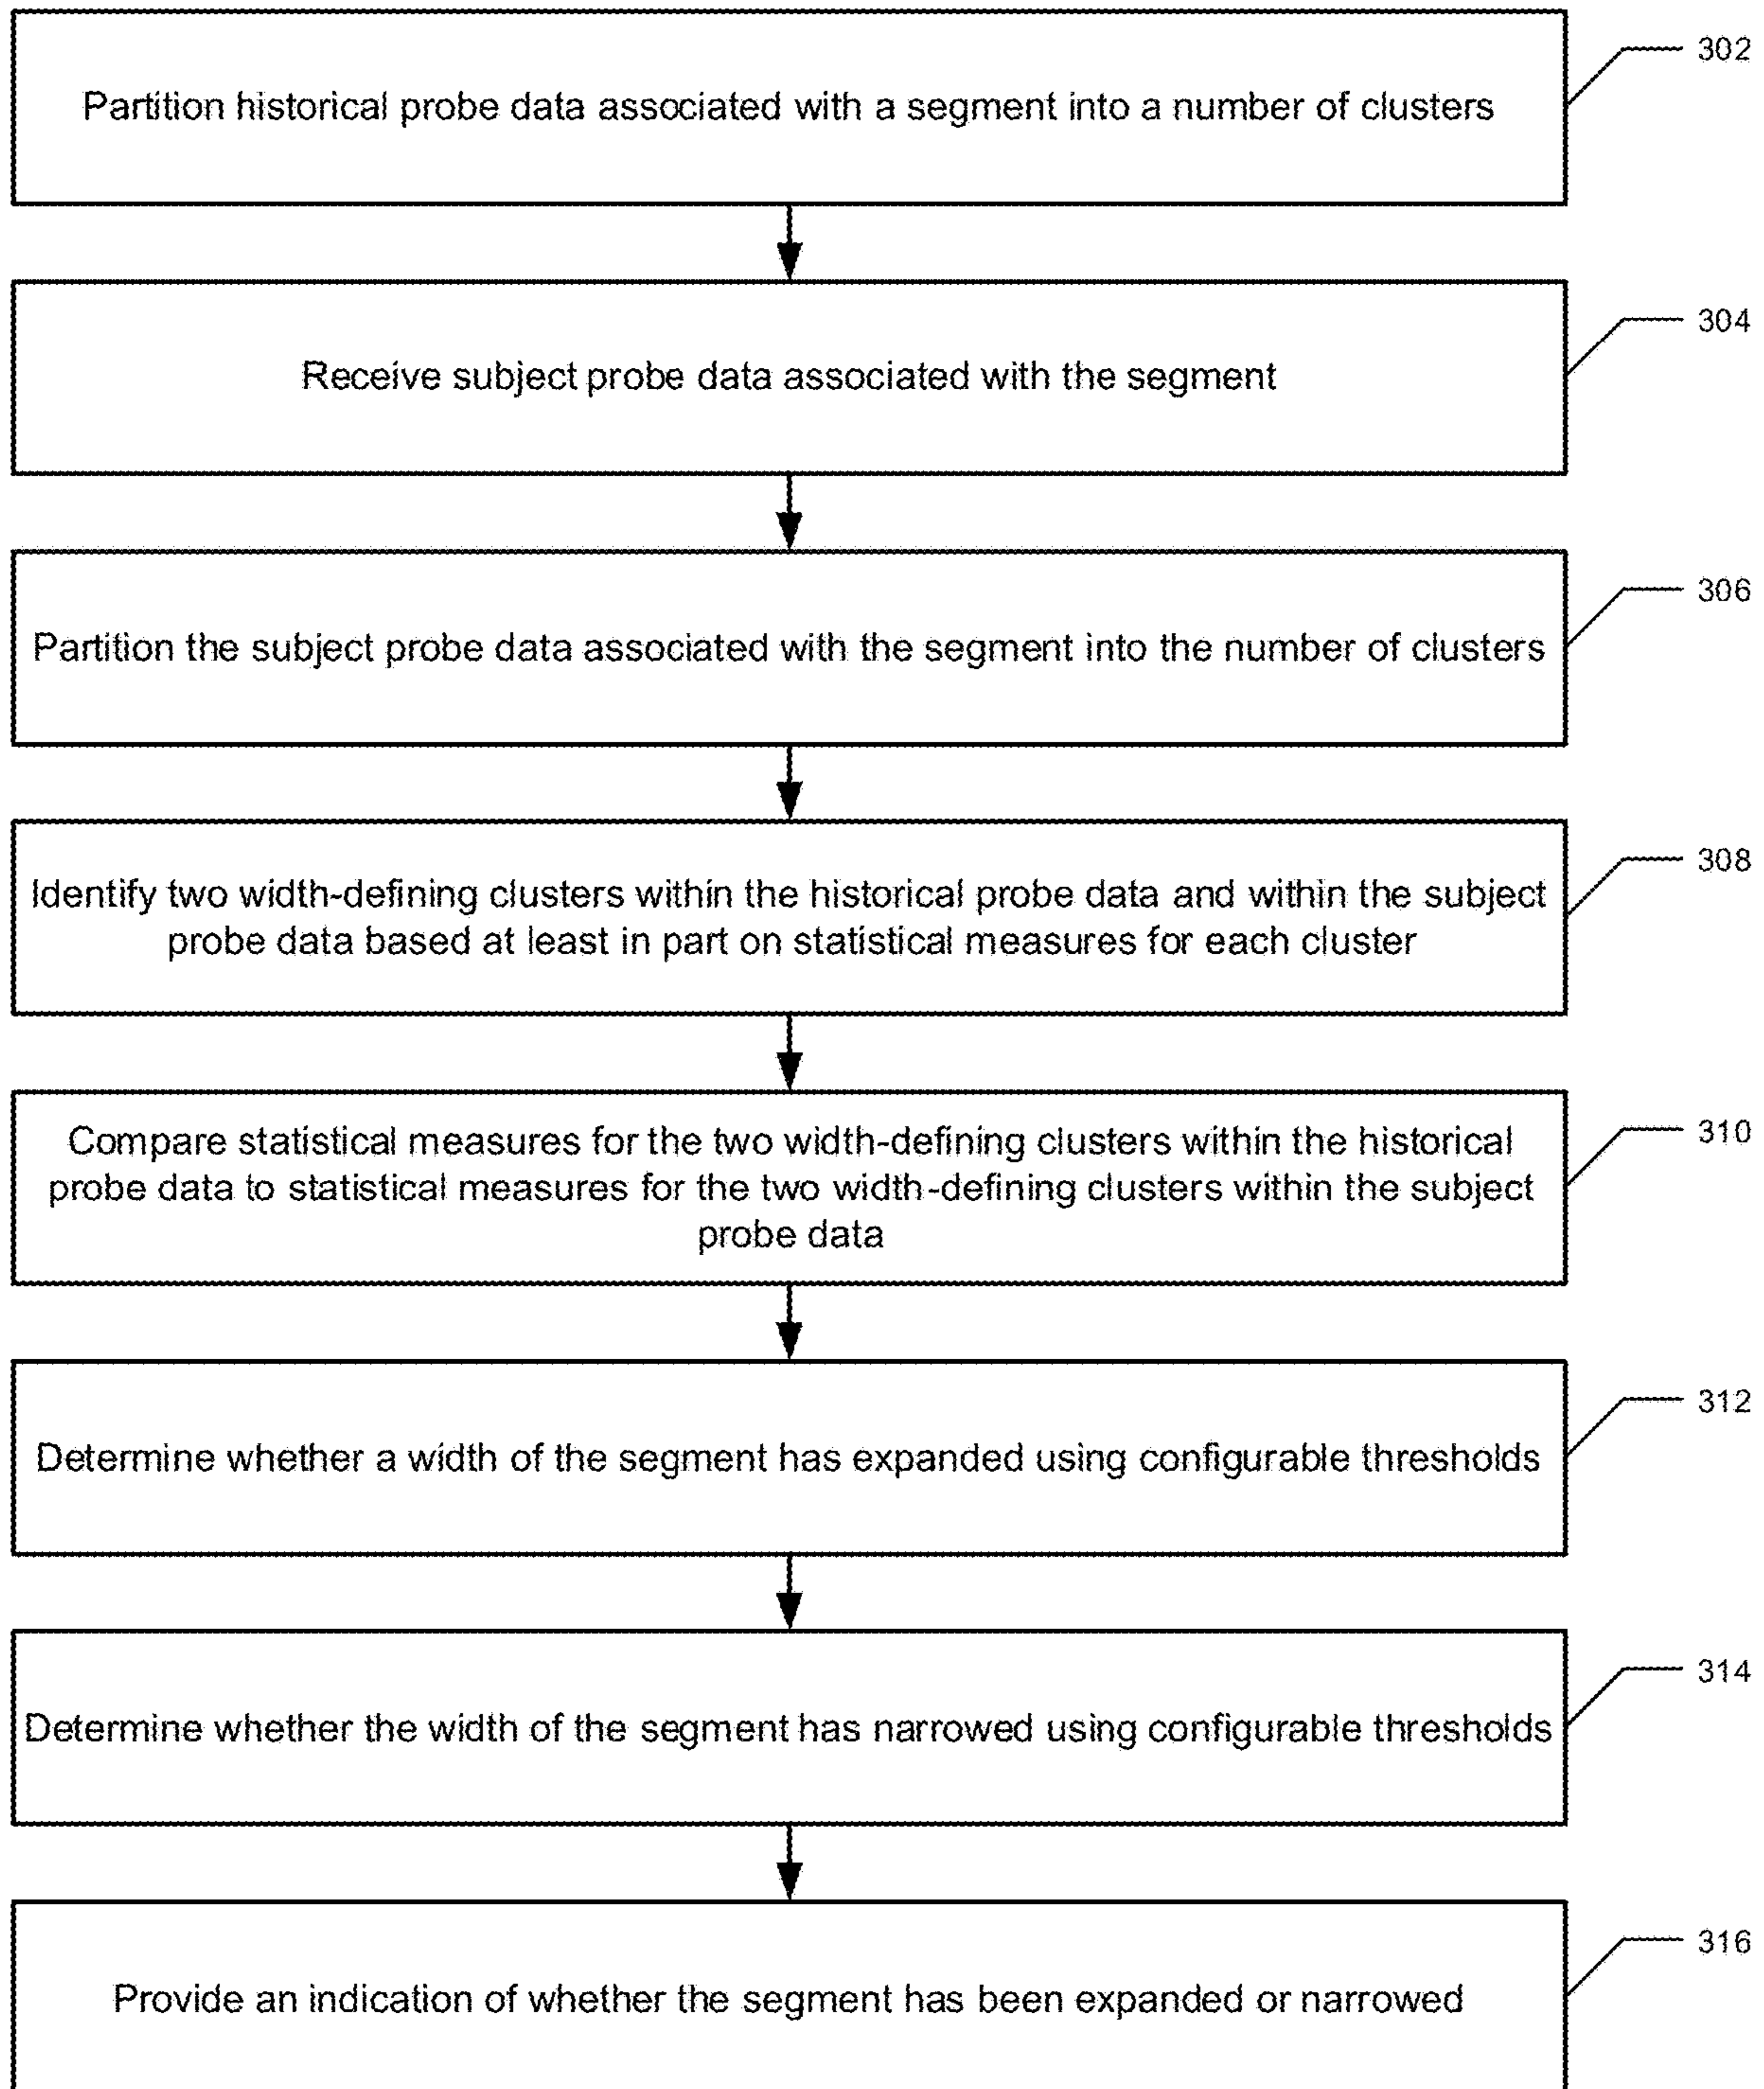 Partition historical probe data associated with a segment into a number of clusters
302
Receive subject probe data associated with the segment
304
Partition the subject probe data associated with the segment into the number of clusters
306
Identify two width-defining clusters within the historical probe data and within the subject
probe data based at least in part on statistical measures for each cluster
308
Compare statistical measures for the two width-defining clusters within the historical
probe data to statistical measures for the two width-defining clusters within the subject
probe data
310
Determine whether a width of the segment has expanded using configurable thresholds
312
Determine whether the width of the segment has narrowed using configurable thresholds
314
Provide an indication of whether the segment has been expanded or narrowed
316